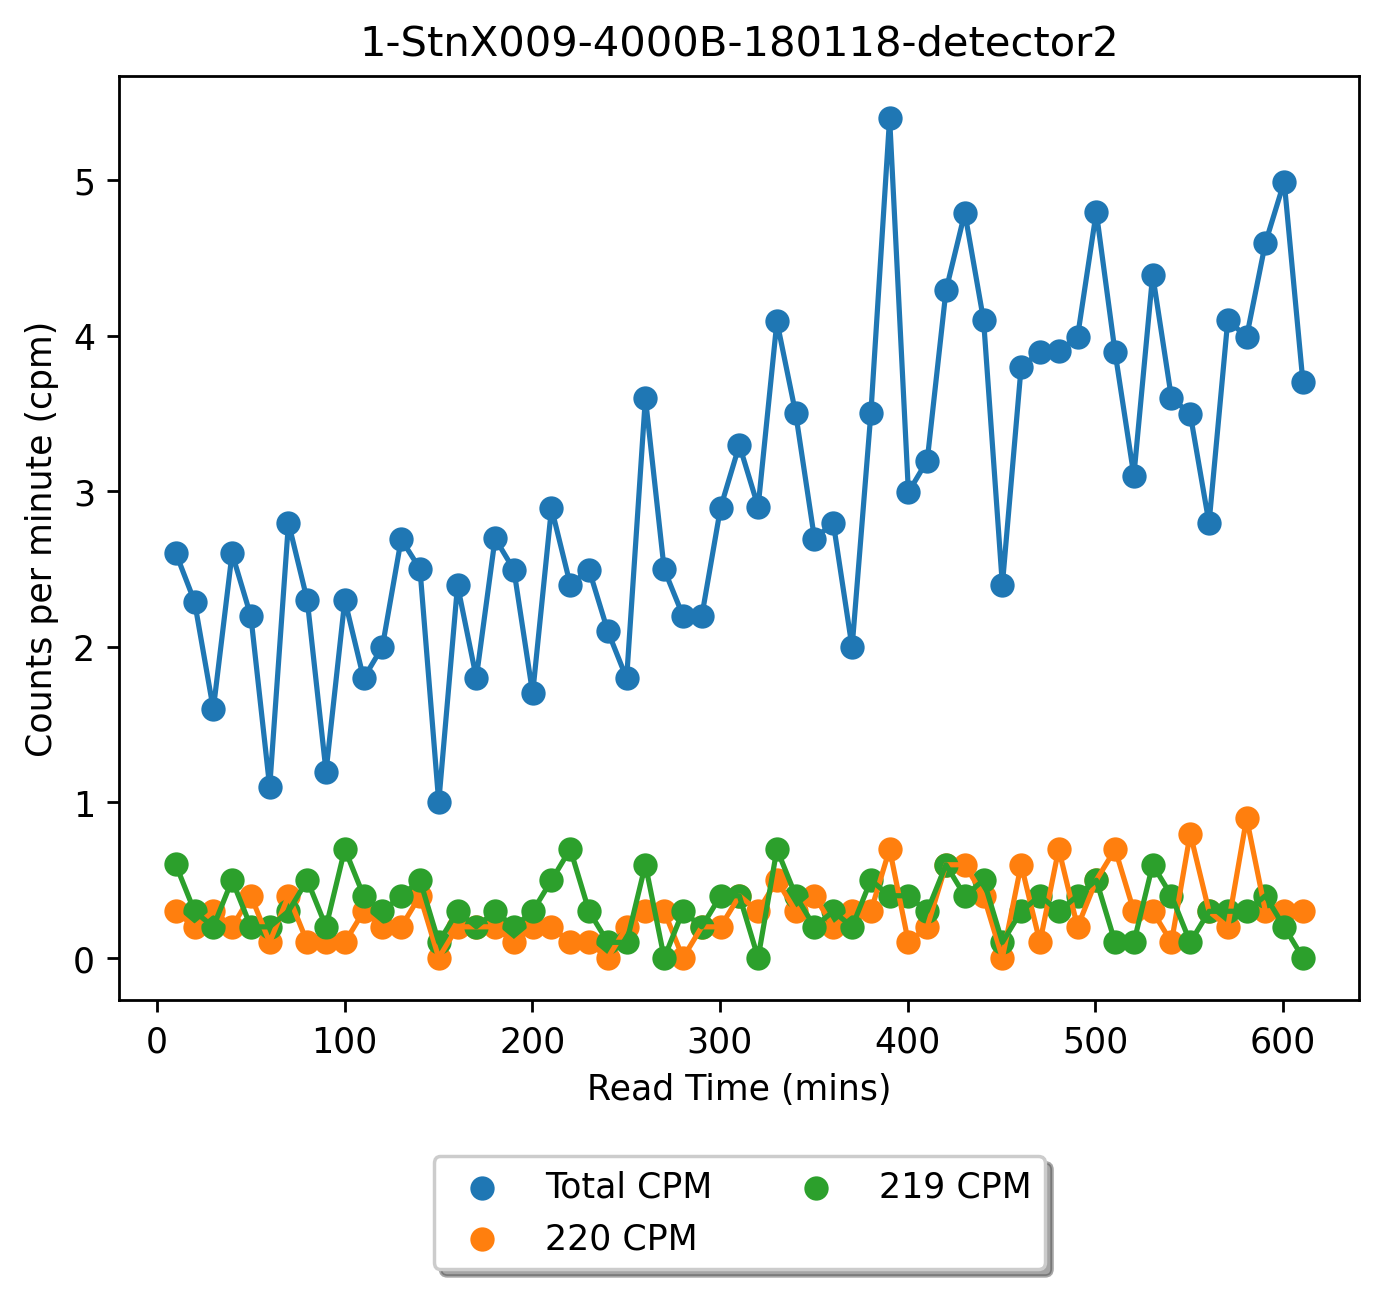 1-StnX009-4000B-180118-detector2
Counts per minute (cpm)
5
4
3
2
1
0
0 100 200 300 400 500 600
Read Time (mins)
Total CPM 219 CPM
220 CPM